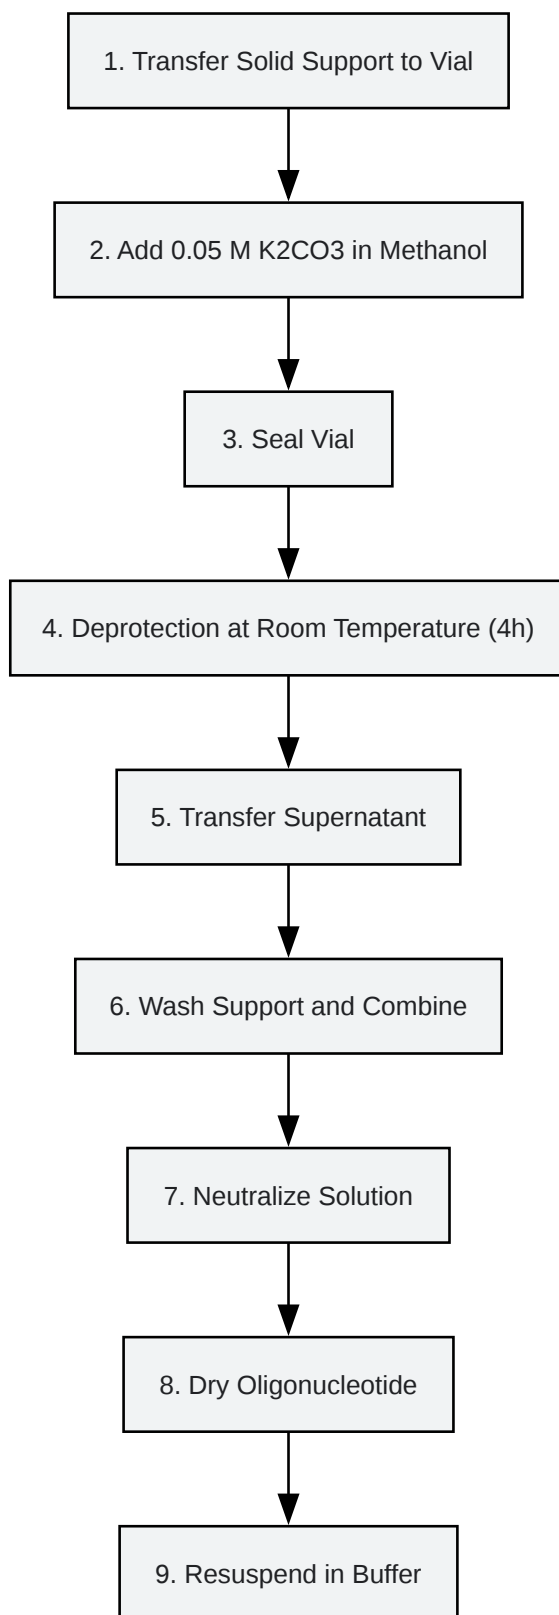 1. Transfer Solid Support to Vial
2. Add 0.05 M K2CO3 in Methanol
3. Seal Vial
4. Deprotection at Room Temperature (4h)
5. Transfer Supernatant
6. Wash Support and Combine
7. Neutralize Solution
8. Dry Oligonucleotide
9. Resuspend in Buffer